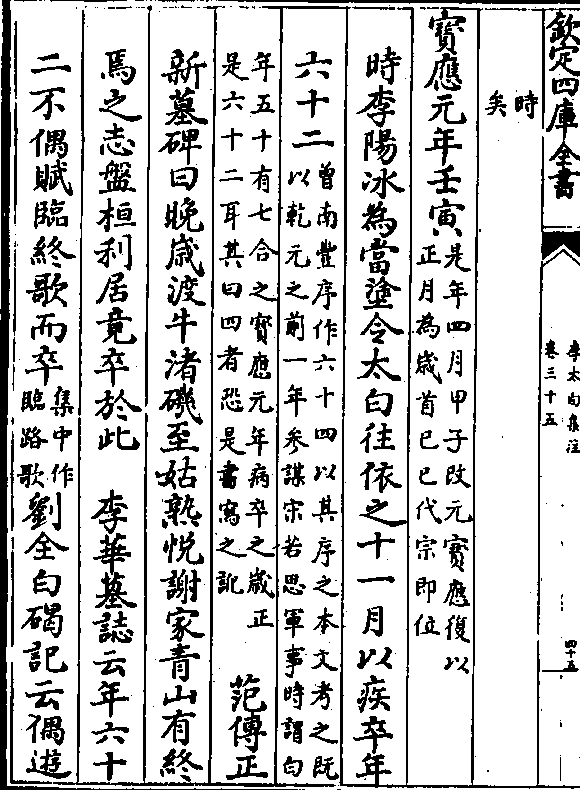 欽定四庫全書
李太白集注
卷三十五
四十五
時
矣
寶應元年壬寅
是年四月甲子改元寶應復以
正月為歲首己巳代宗即位
時李陽冰為當塗令太白往依之十一月以疾卒年
六十二
曾南豐序作六十四以其序之本文考之既
以乾元之前一年參謀宋若思軍事時謂白
年五十有七合之寶應元年病卒之歲正
是六十二耳其曰四者恐是書寫之訛
范傳正
新墓碑曰晚歲渡牛渚磯至姑熟悅謝家青山有終
焉之志盤桓利居竟卒於此 李華墓誌云年六十
二不偶賦臨終歌而卒
集中作
臨路歌
劉全白碣記云偶遊